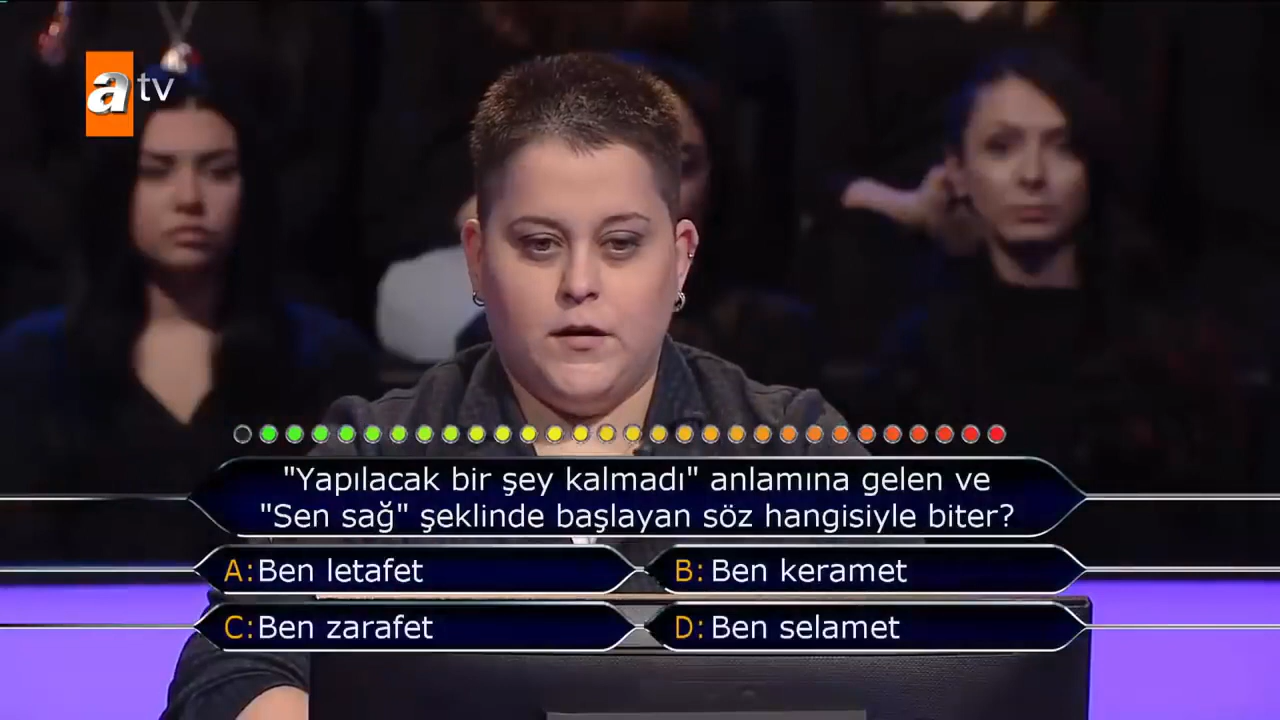 atv
"Yapılacak bir şey kalmadı" anlamına gelen ve
"Sen sağ" şeklinde başlayan söz hangisiyle biter?
A: Ben letafet
B: Ben keramet
C: Ben zarafet
D: Ben selamet